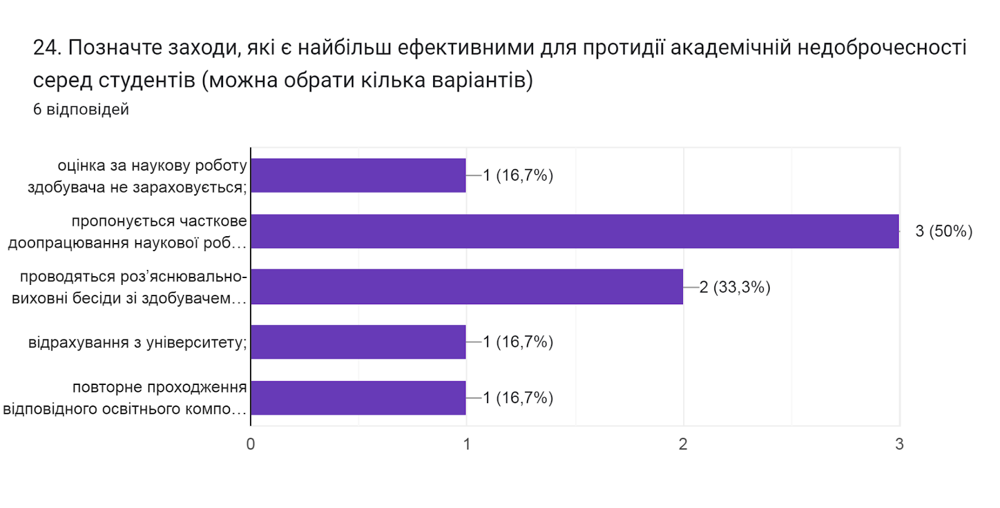 24. Позначте заходи, які є найбільш ефективними для протидії академічній недоброчесності
серед студентів (можна обрати кілька варіантів)
6 відповідей
оцінка за наукову роботу
здобувача не зараховується;
1 (16,7%)
пропонується часткове
доопрацювання наукової роб…
3 (50%)
проводяться роз’яснювально-
виховні бесіди зі здобувачем…
2 (33,3%)
відрахування з університету;
1 (16,7%)
повторне проходження
відповідного освітнього компо…
1 (16,7%)
0 1 2 3